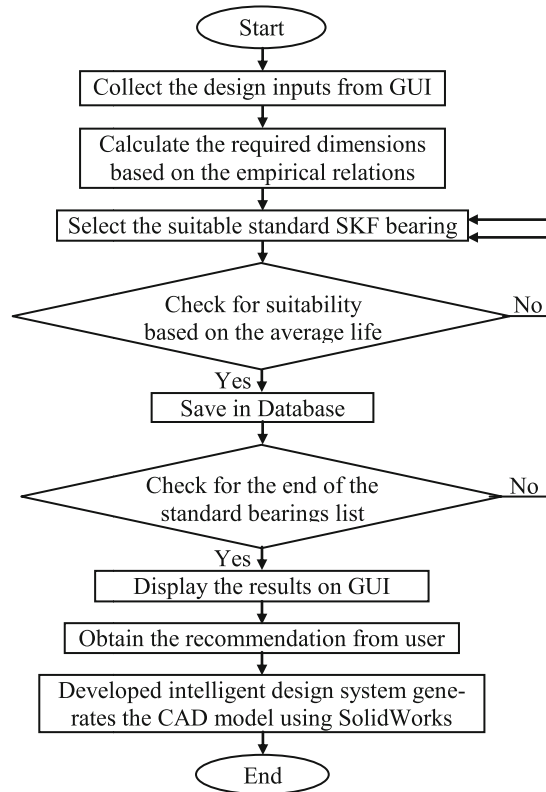 Start
Collect the design inputs from GUI
Calculate the required dimensions
based on the empirical relations
Select the suitable standard SKF bearing
Check for suitability
based on the average life
No
Yes
Save in Database
Check for the end of the
standard bearings list
No
Yes
Display the results on GUI
Obtain the recommendation from user
Developed intelligent design system gene-
rates the CAD model using SolidWorks
End